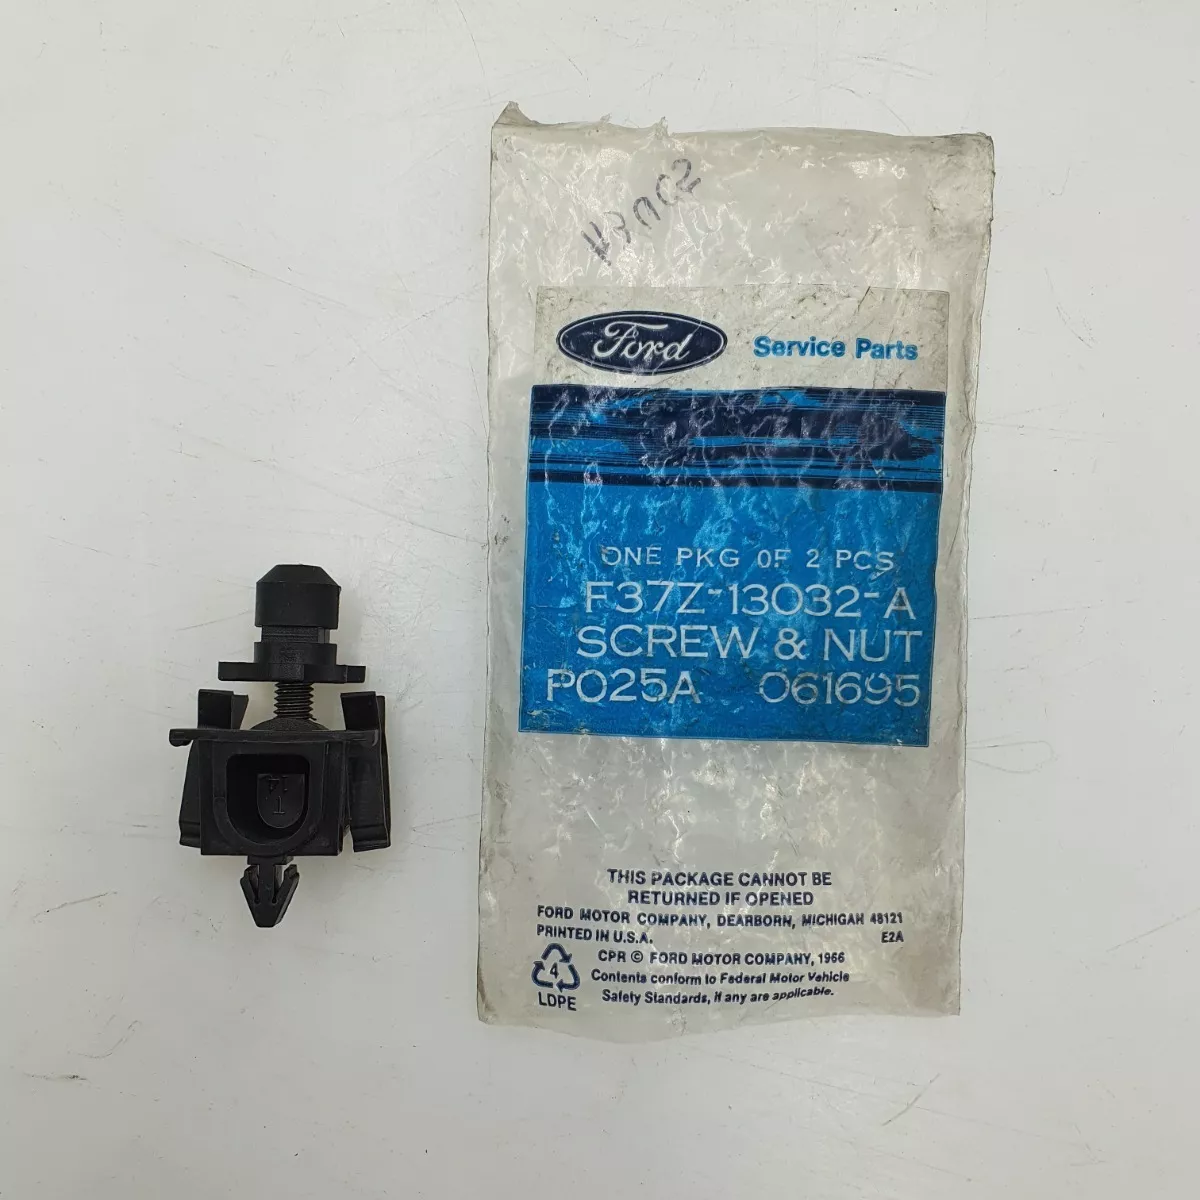 Ford
Service Parts
ONE PKG OF 2 PCS
F37Z-13032-A
SCREW & NUT
P025A 061695
THIS PACKAGE CANNOT BE
RETURNED IF OPENED
FORD MOTOR COMPANY, DEARBORN, MICHIGAN 48121
PRINTED IN U.S.A. E2A
CPR © FORD MOTOR COMPANY, 1966
Contents conform to Federal Motor Vehicle
Safety Standards, if any are applicable.
4
LDPE